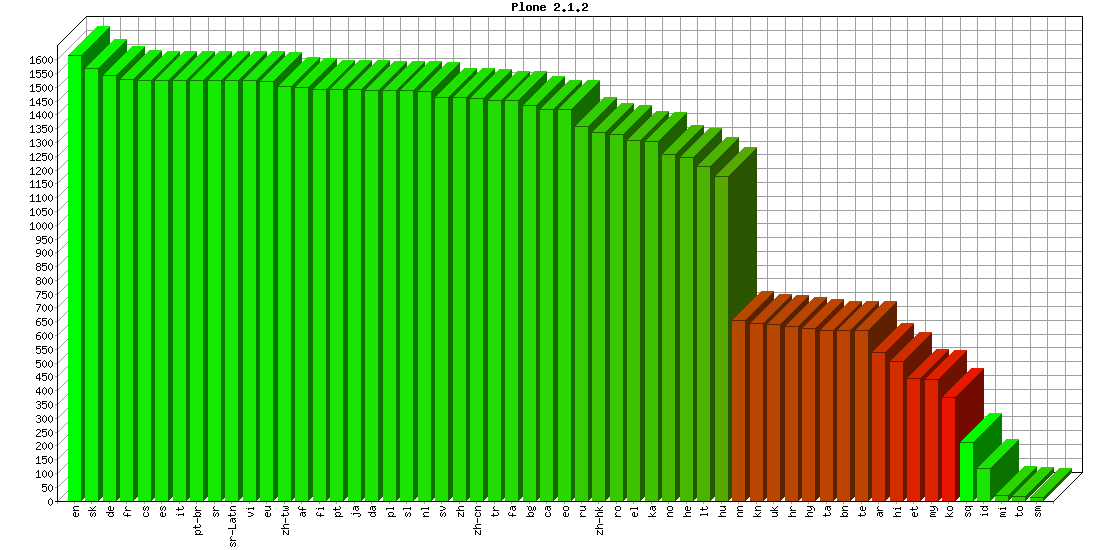 Plone 2.1.2
1600
1550
1500
1450
1400
1350
1300
1250
1200
1150
1100
1050
1000
950
900
850
800
750
700
650
600
550
500
450
400
350
300
250
200
150
100
50
0
en
sk
de
fr
cs
es
it
pt-br
sr
sr-Latn
vi
eu
zh-tw
af
fi
pt
ja
da
pl
sl
nl
sv
zh
zh-cn
tr
fa
bg
ca
eo
ru
zh-hk
ro
el
ka
no
he
lt
hu
nn
kn
uk
hr
hy
ta
bn
te
ar
hi
et
my
ko
sq
id
mi
to
sm